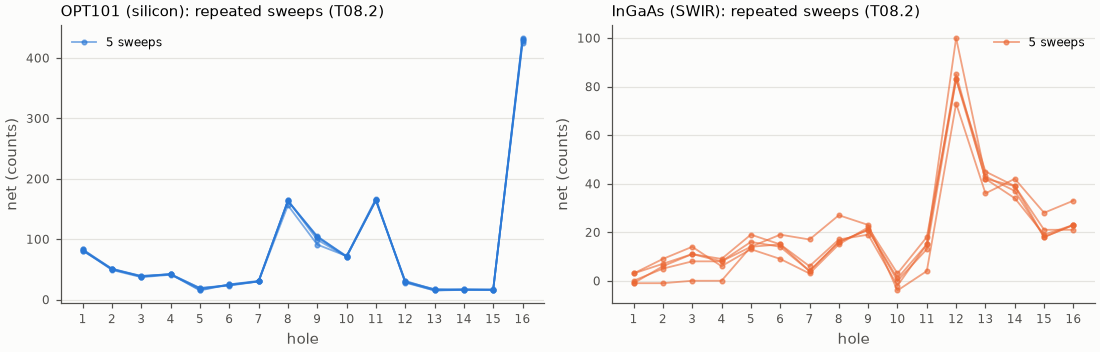 OPT101 (silicon): repeated sweeps (T08.2)
5 sweeps
400
300
200
100
0
net (counts)
1 2 3 4 5 6 7 8 9 10 11 12 13 14 15 16
hole
InGaAs (SWIR): repeated sweeps (T08.2)
5 sweeps
100
80
60
40
20
0
net (counts)
1 2 3 4 5 6 7 8 9 10 11 12 13 14 15 16
hole